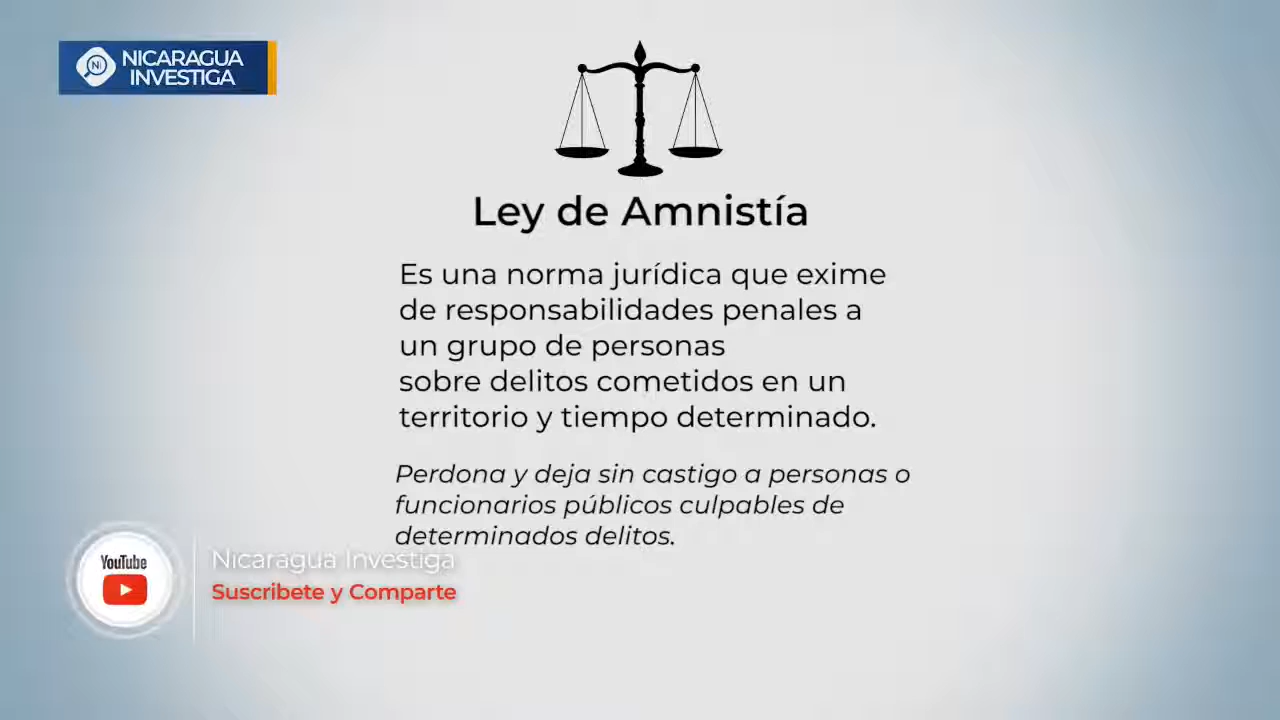 NICARAGUA
INVESTIGA
Ley de Amnistía
Es una norma jurídica que exime
de responsabilidades penales a
un grupo de personas
sobre delitos cometidos en un
territorio y tiempo determinado.
Perdona y deja sin castigo a personas o
funcionarios públicos culpables de
determinados delitos.
YouTube
Nicaragua Investiga
Suscribete y Comparte